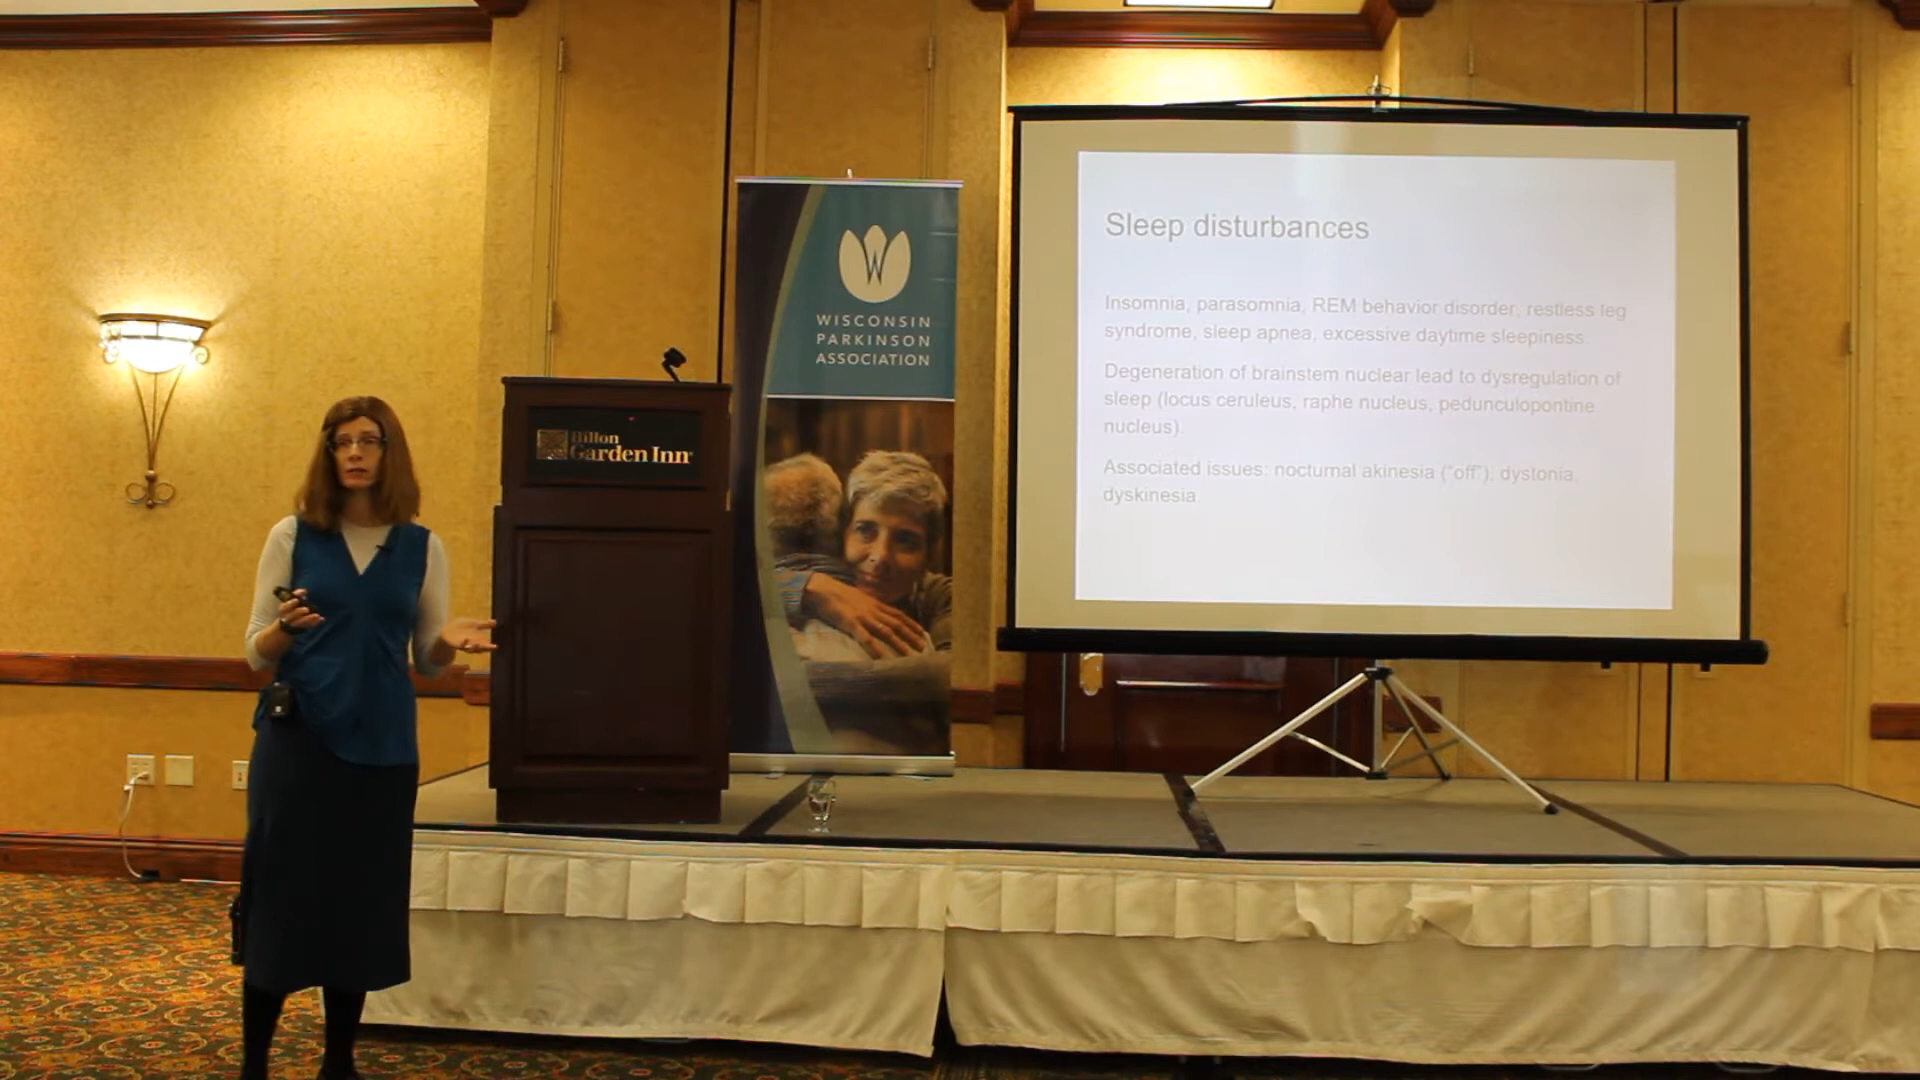 Hilton
Garden Inn
W
WISCONSIN
PARKINSON
ASSOCIATION
Sleep disturbances
Insomnia, parasomnia, REM behavior disorder, restless leg
syndrome, sleep apnea, excessive daytime sleepiness.
Degeneration of brainstem nuclear lead to dysregulation of
sleep (locus ceruleus, raphe nucleus, pedunculopontine
nucleus)
Associated issues: nocturnal akinesia ("off"), dystonia,
dyskinesia.